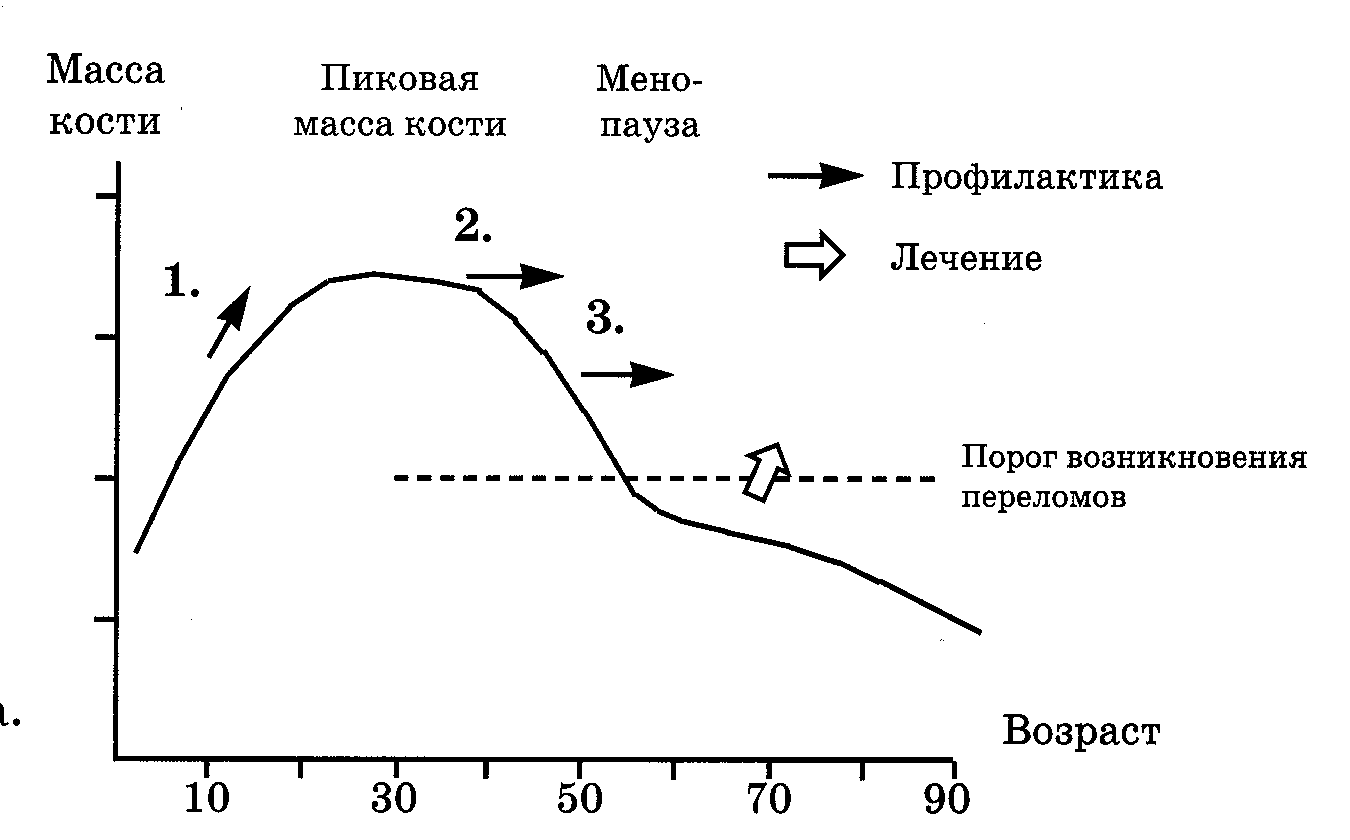 Масса
кости
Пиковая
масса кости
Мено-
пауза
Профилактика
Лечение
1.
2.
3.
Порог возникновения
переломов
а.
Возраст
10 30 50 70 90